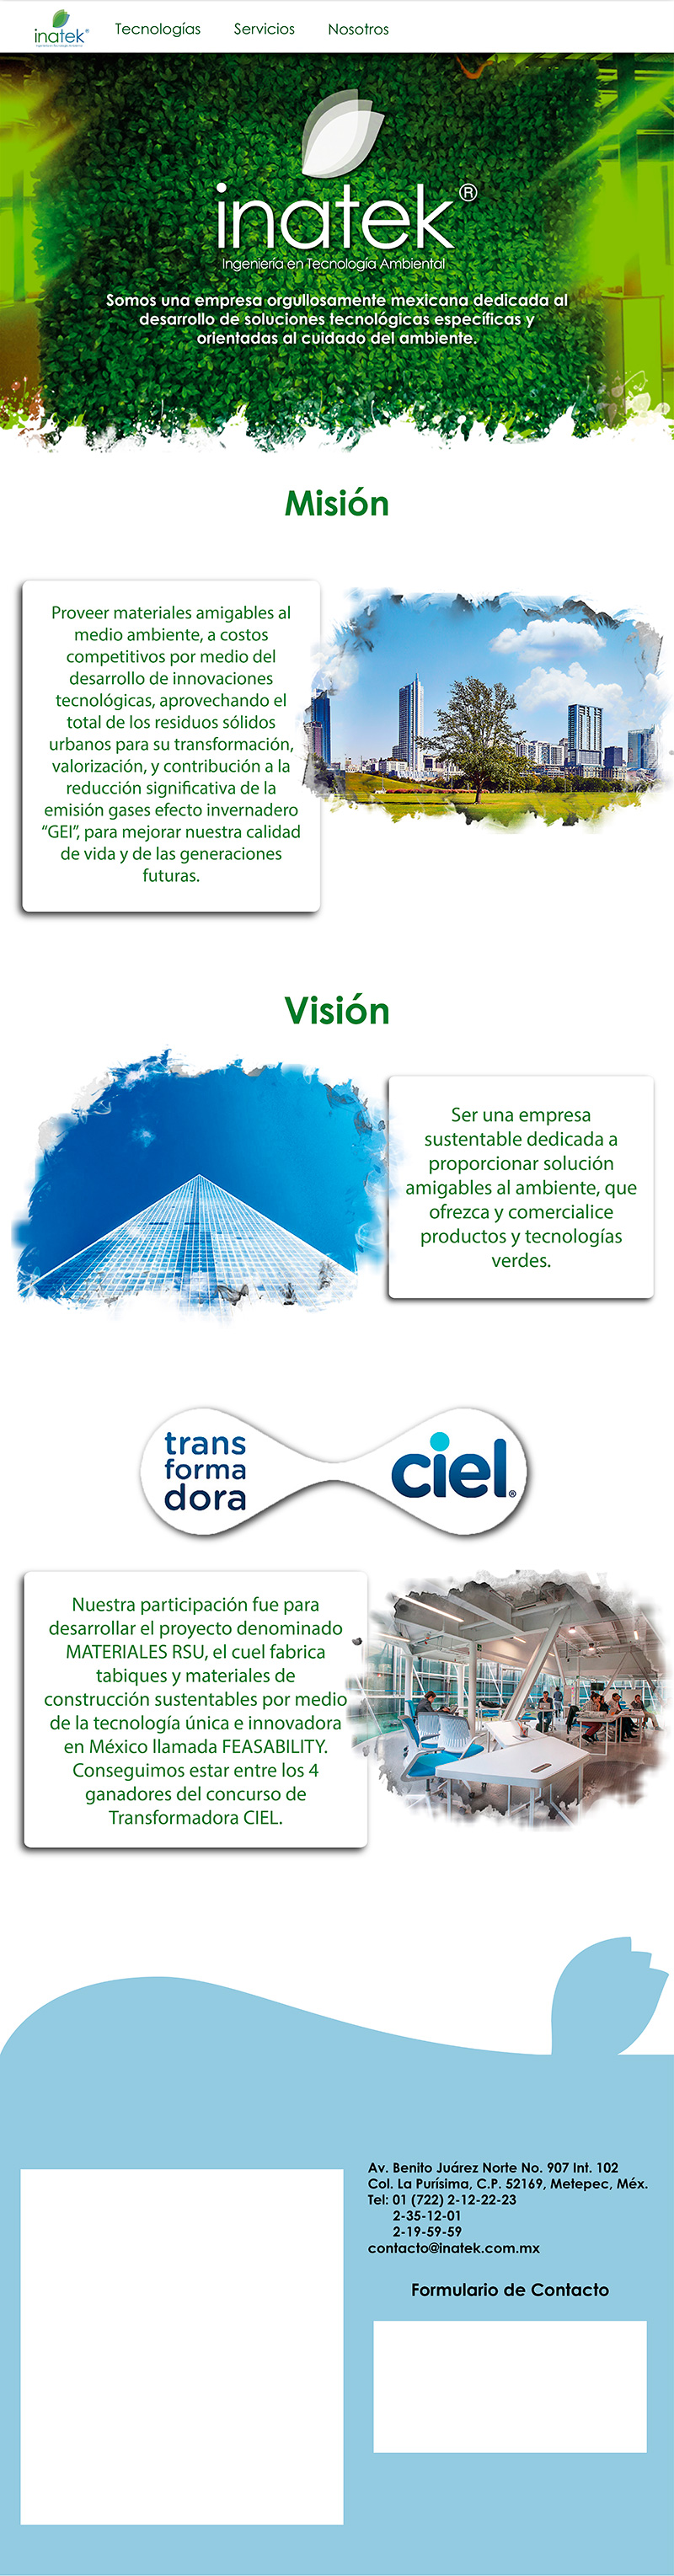 inatek®
Ingeniería en Tecnología Ambiental
Tecnologías
Servicios
Nosotros
inatek®
Ingeniería en Tecnología Ambiental
Somos una empresa orgullosamente mexicana dedicada al
desarrollo de soluciones tecnológicas específicas y
orientadas al cuidado del ambiente.
Misión
Proveer materiales amigables al
medio ambiente, a costos
competitivos por medio del
desarrollo de innovaciones
tecnológicas, aprovechando el
total de los residuos sólidos
urbanos para su transformación,
valorización, y contribución a la
reducción significativa de la
emisión gases efecto invernadero
“GEI”, para mejorar nuestra calidad
de vida y de las generaciones
futuras.
Visión
Ser una empresa
sustentable dedicada a
proporcionar solución
amigables al ambiente, que
ofrezca y comercialice
productos y tecnologías
verdes.
trans
forma
dora
ciel®
Nuestra participación fue para
desarrollar el proyecto denominado
MATERIALES RSU, el cuel fabrica
tabiques y materiales de
construcción sustentables por medio
de la tecnología única e innovadora
en México llamada FEASABILITY.
Conseguimos estar entre los 4
ganadores del concurso de
Transformadora CIEL.
Av. Benito Juárez Norte No. 907 Int. 102
Col. La Purísima, C.P. 52169, Metepec, Méx.
Tel: 01 (722) 2-12-22-23
2-35-12-01
2-19-59-59
contacto@inatek.com.mx
Formulario de Contacto